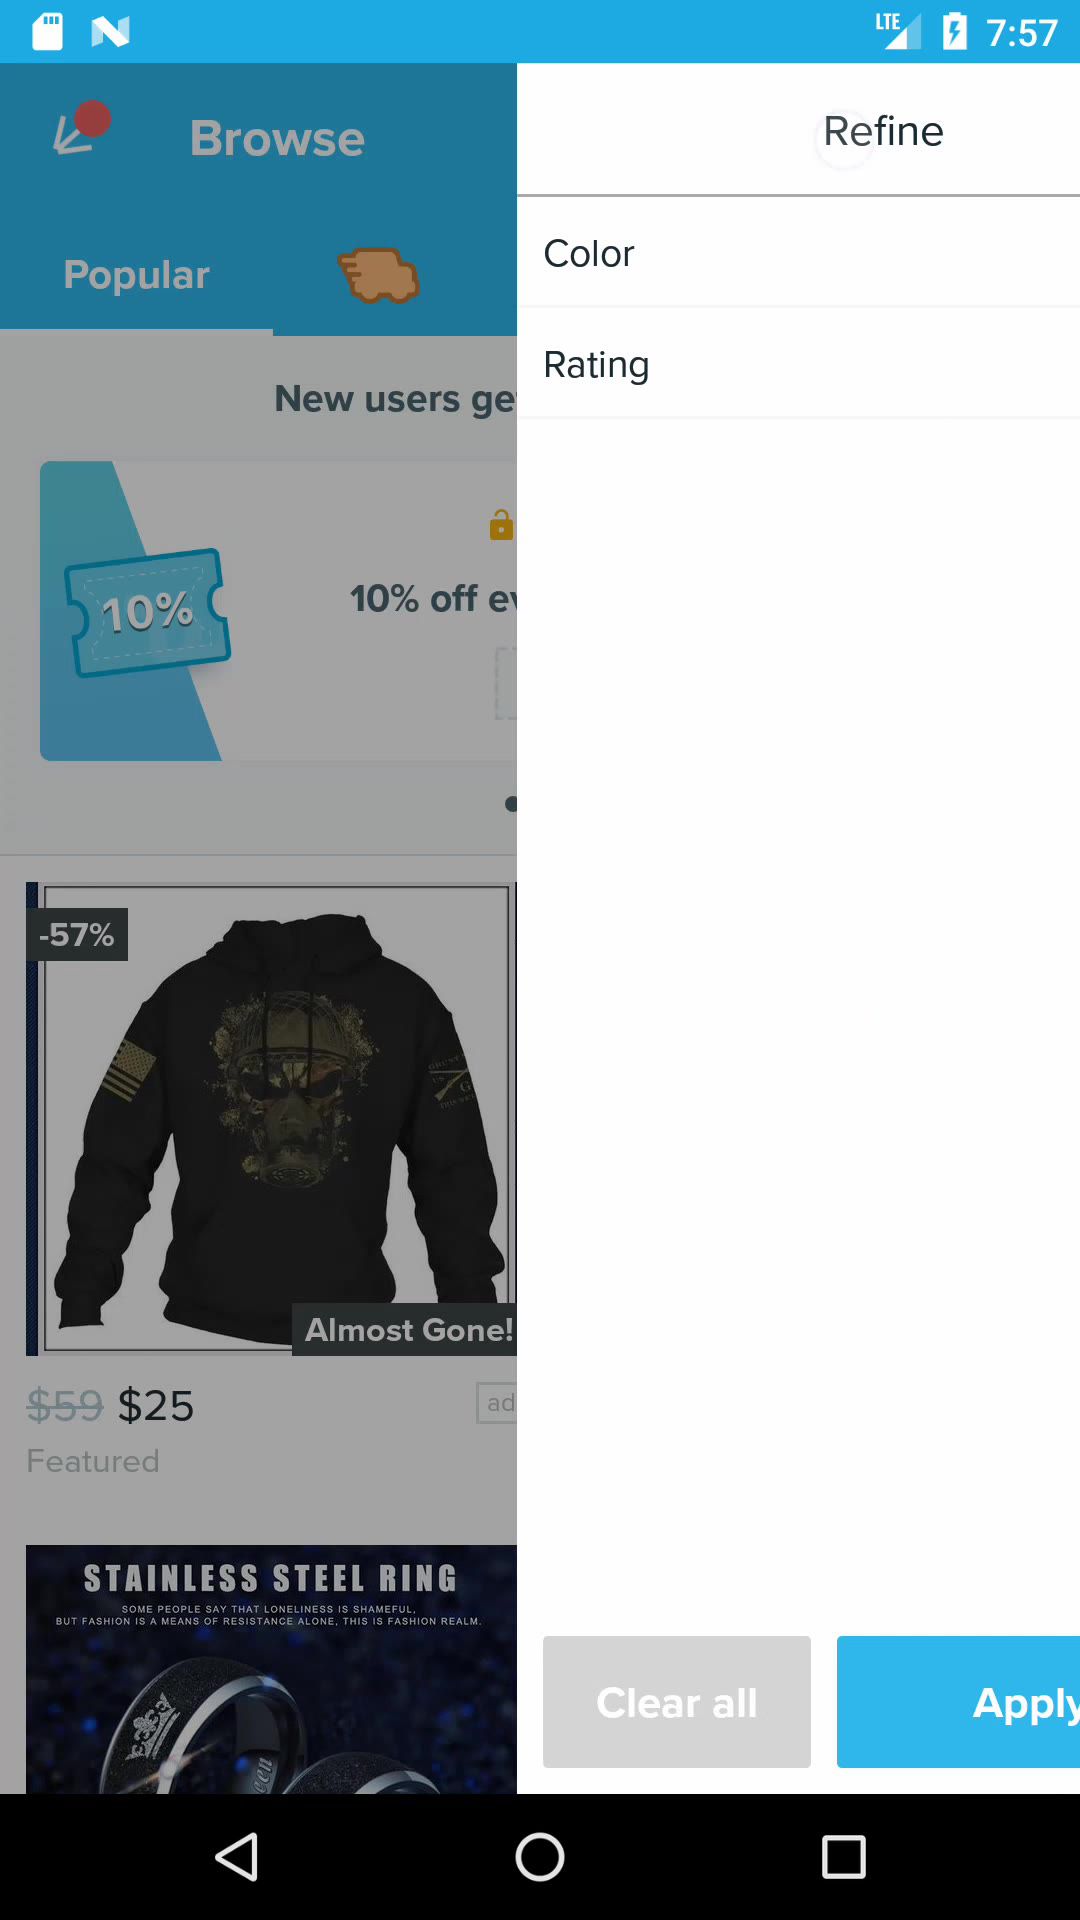 LTE 7:57
Browse
Refine
Popular
Color
Rating
New users ge
10%
10% off ev
-57%
Almost Gone!
$59 $25
ad
Featured
STAINLESS STEEL RING
SOME PEOPLE SAY THAT LONELINESS IS SHAMEFUL,
BUT FASHION IS A MEANS OF RESISTANCE ALONE, THIS IS FASHION REALM.
Clear all
Apply